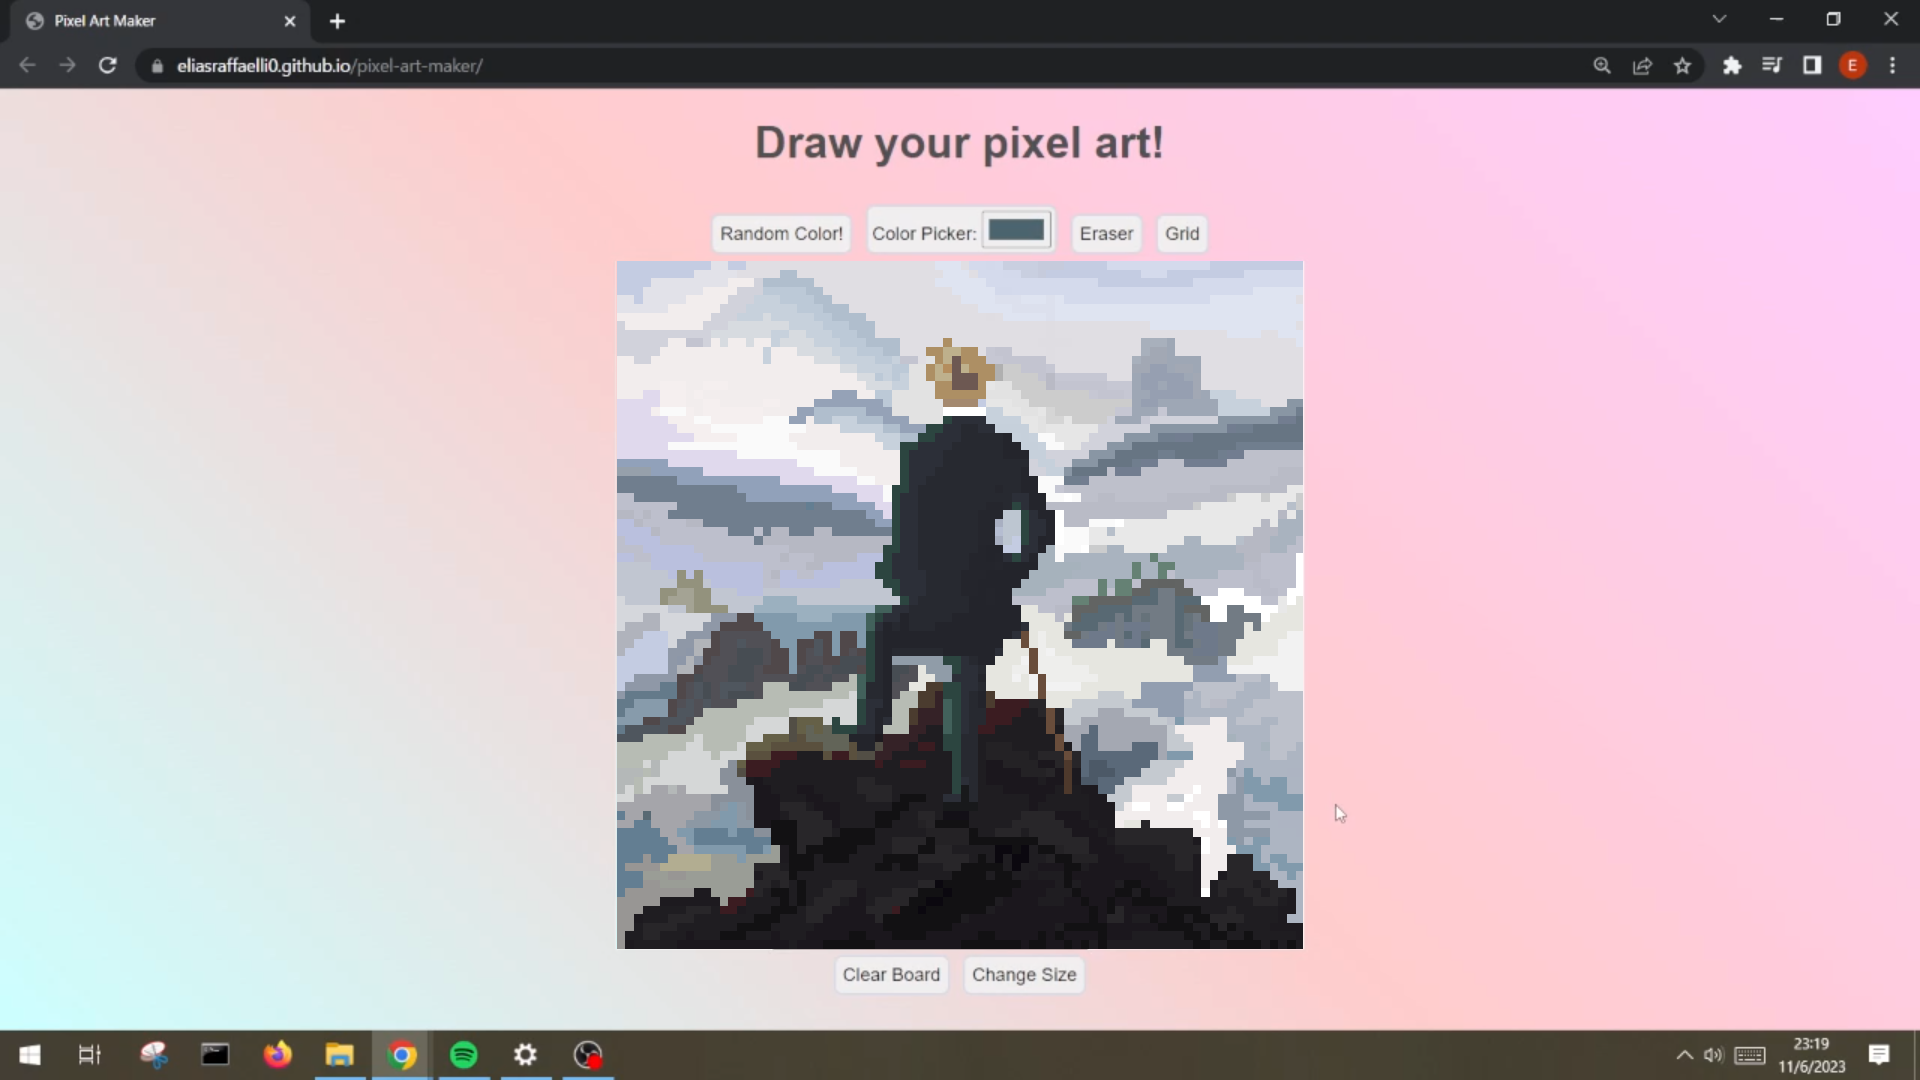 Pixel Art Maker
eliasraffaelli0.github.io/pixel-art-maker/
E
Draw your pixel art!
Random Color!
Color Picker:
Eraser
Grid
Clear Board
Change Size
23:19
11/6/2023